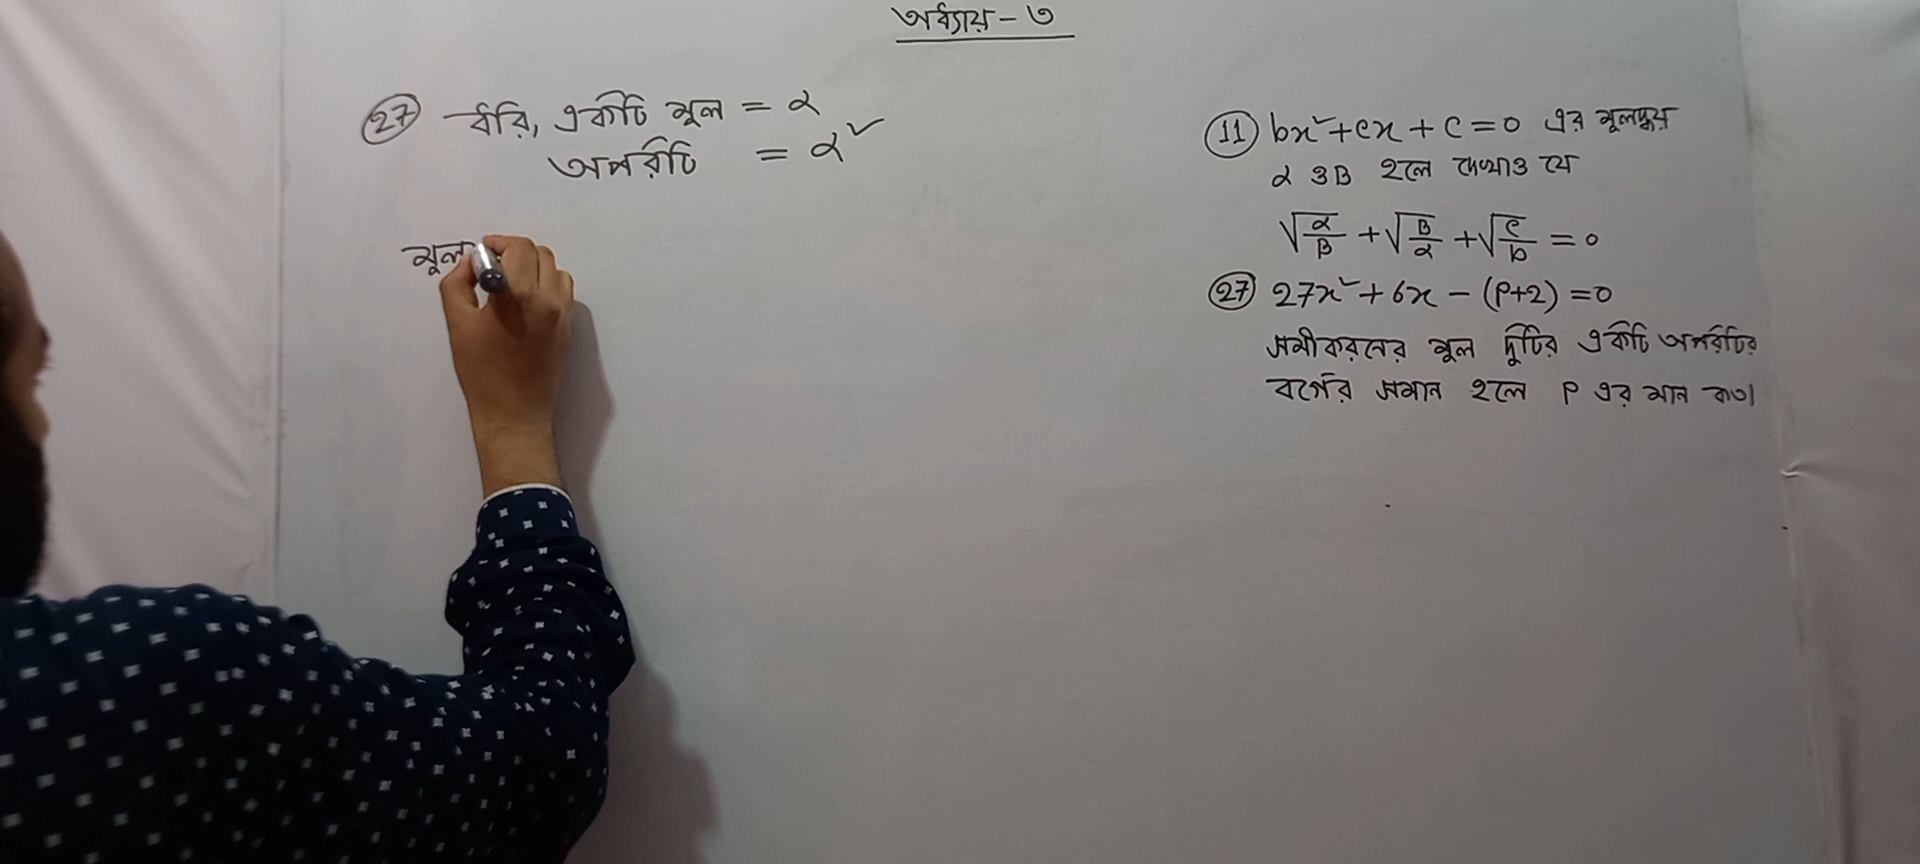 অধ্যায় - ৩
(27) ধরি, একটি মূল = α
অপরটি = α²
মূল
(11) bx² + cx + c = 0 এর মূলদ্বয়
α ও β হলে দেখাও যে
√α/β + √β/α + √c/b = 0
(27) 27x² + 6x - (P+2) = 0
সমীকরনের মূল দুটির একটি অপরটির
বর্গের সমান হলে P এর মান কত।